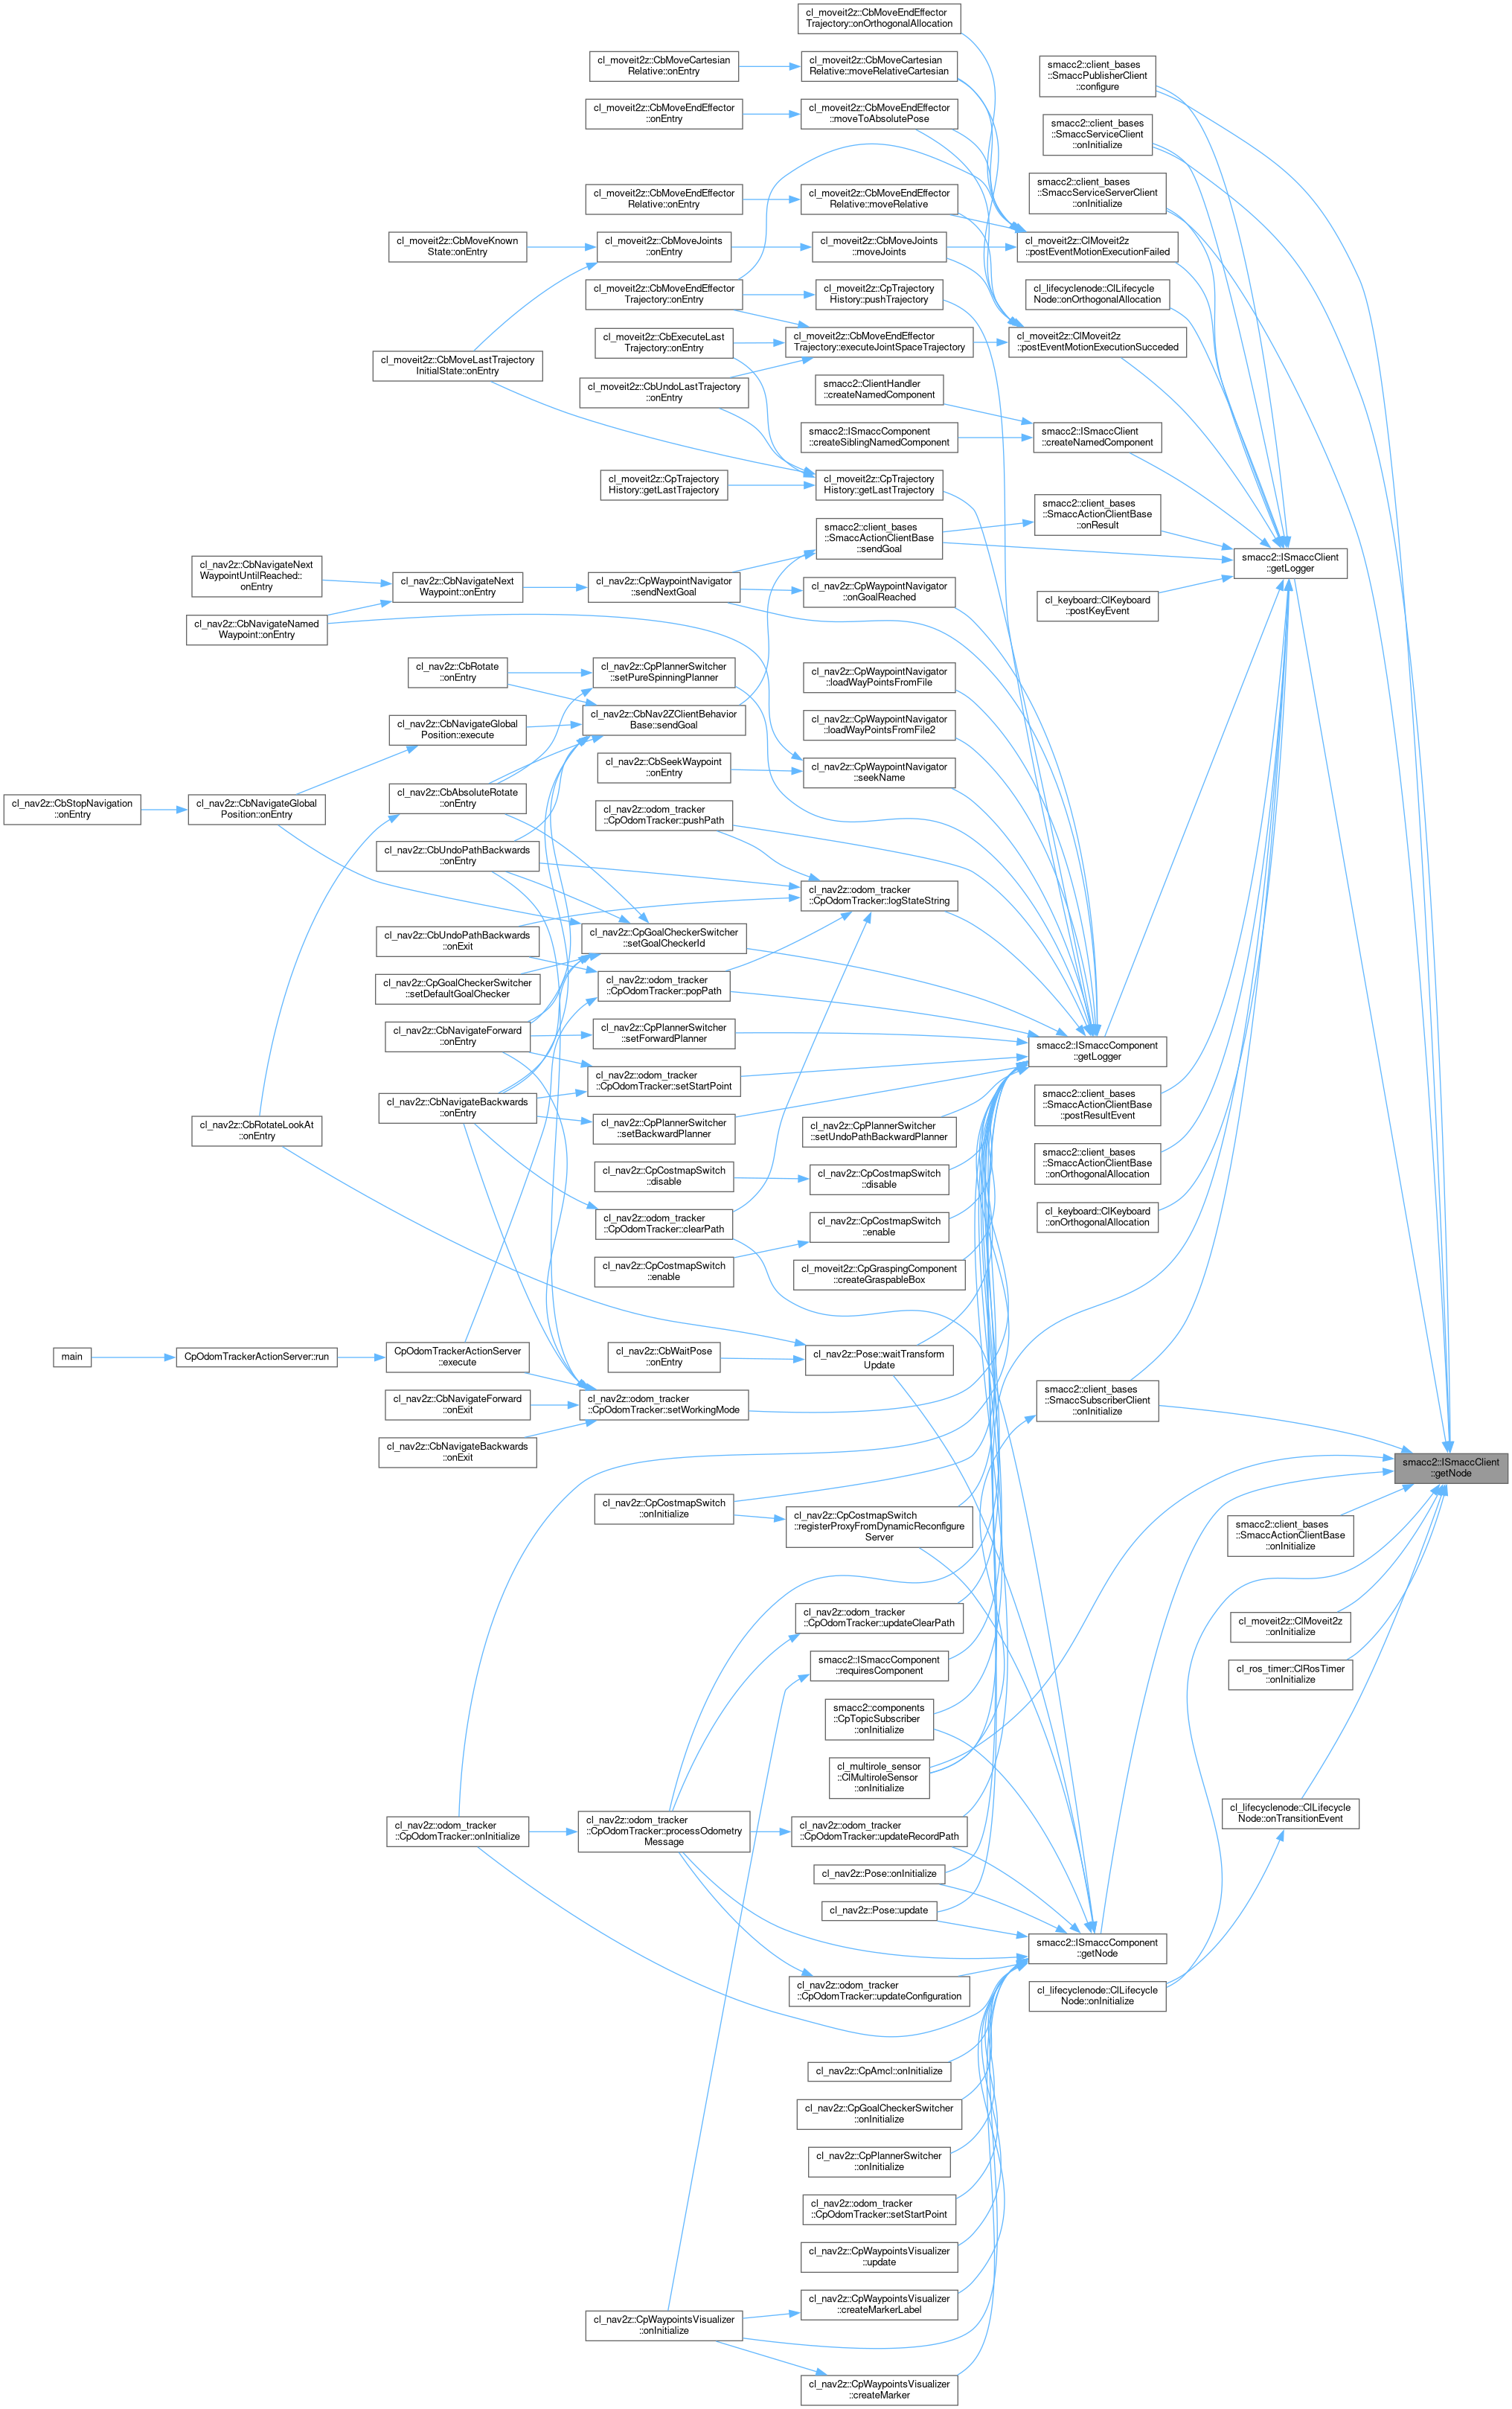 cl_moveit2z::CbMoveEndEffector
Trajectory::onOrthogonalAllocation
cl_moveit2z::CbMoveCartesian
Relative::onEntry
cl_moveit2z::CbMoveCartesian
Relative::moveRelativeCartesian
smacc2::client_bases
::SmaccPublisherClient
::configure
cl_moveit2z::CbMoveEndEffector
::onEntry
cl_moveit2z::CbMoveEndEffector
::moveToAbsolutePose
smacc2::client_bases
::SmaccServiceClient
::onInitialize
cl_moveit2z::CbMoveEndEffector
Relative::onEntry
cl_moveit2z::CbMoveEndEffector
Relative::moveRelative
smacc2::client_bases
::SmaccServiceServerClient
::onInitialize
cl_moveit2z::CbMoveKnown
State::onEntry
cl_moveit2z::CbMoveJoints
::onEntry
cl_moveit2z::CbMoveJoints
::moveJoints
cl_moveit2z::ClMoveit2z
::postEventMotionExecutionFailed
cl_moveit2z::CbMoveEndEffector
Trajectory::onEntry
cl_moveit2z::CpTrajectory
History::pushTrajectory
cl_lifecyclenode::ClLifecycle
Node::onOrthogonalAllocation
cl_moveit2z::CbExecuteLast
Trajectory::onEntry
cl_moveit2z::CbMoveEndEffector
Trajectory::executeJointSpaceTrajectory
cl_moveit2z::ClMoveit2z
::postEventMotionExecutionSucceded
cl_moveit2z::CbMoveLastTrajectory
InitialState::onEntry
cl_moveit2z::CbUndoLastTrajectory
::onEntry
smacc2::ClientHandler
::createNamedComponent
smacc2::ISmaccComponent
::createSiblingNamedComponent
smacc2::ISmaccClient
::createNamedComponent
cl_moveit2z::CpTrajectory
History::getLastTrajectory
cl_moveit2z::CpTrajectory
History::getLastTrajectory
smacc2::client_bases
::SmaccActionClientBase
::onResult
smacc2::client_bases
::SmaccActionClientBase
::sendGoal
smacc2::ISmaccClient
::getLogger
cl_nav2z::CbNavigateNext
WaypointUntilReached::
onEntry
cl_nav2z::CbNavigateNext
Waypoint::onEntry
cl_nav2z::CpWaypointNavigator
::sendNextGoal
cl_nav2z::CpWaypointNavigator
::onGoalReached
cl_keyboard::ClKeyboard
::postKeyEvent
cl_nav2z::CbNavigateNamed
Waypoint::onEntry
cl_nav2z::CbRotate
::onEntry
cl_nav2z::CpPlannerSwitcher
::setPureSpinningPlanner
cl_nav2z::CpWaypointNavigator
::loadWayPointsFromFile
cl_nav2z::CbNavigateGlobal
Position::execute
cl_nav2z::CbNav2ZClientBehavior
Base::sendGoal
cl_nav2z::CpWaypointNavigator
::loadWayPointsFromFile2
cl_nav2z::CbSeekWaypoint
::onEntry
cl_nav2z::CpWaypointNavigator
::seekName
cl_nav2z::CbStopNavigation
::onEntry
cl_nav2z::CbNavigateGlobal
Position::onEntry
cl_nav2z::CbAbsoluteRotate
::onEntry
cl_nav2z::odom_tracker
::CpOdomTracker::pushPath
cl_nav2z::CbUndoPathBackwards
::onEntry
cl_nav2z::odom_tracker
::CpOdomTracker::logStateString
cl_nav2z::CbUndoPathBackwards
::onExit
cl_nav2z::CpGoalCheckerSwitcher
::setGoalCheckerId
cl_nav2z::CpGoalCheckerSwitcher
::setDefaultGoalChecker
cl_nav2z::odom_tracker
::CpOdomTracker::popPath
cl_nav2z::CbNavigateForward
::onEntry
cl_nav2z::CpPlannerSwitcher
::setForwardPlanner
smacc2::ISmaccComponent
::getLogger
cl_nav2z::odom_tracker
::CpOdomTracker::setStartPoint
cl_nav2z::CbNavigateBackwards
::onEntry
smacc2::client_bases
::SmaccActionClientBase
::postResultEvent
cl_nav2z::CbRotateLookAt
::onEntry
cl_nav2z::CpPlannerSwitcher
::setBackwardPlanner
cl_nav2z::CpPlannerSwitcher
::setUndoPathBackwardPlanner
smacc2::client_bases
::SmaccActionClientBase
::onOrthogonalAllocation
cl_nav2z::CpCostmapSwitch
::disable
cl_nav2z::CpCostmapSwitch
::disable
cl_keyboard::ClKeyboard
::onOrthogonalAllocation
cl_nav2z::odom_tracker
::CpOdomTracker::clearPath
cl_nav2z::CpCostmapSwitch
::enable
cl_nav2z::CpCostmapSwitch
::enable
cl_moveit2z::CpGraspingComponent
::createGraspableBox
main
CpOdomTrackerActionServer::run
CpOdomTrackerActionServer
::execute
cl_nav2z::CbWaitPose
::onEntry
cl_nav2z::Pose::waitTransform
Update
cl_nav2z::CbNavigateForward
::onExit
cl_nav2z::odom_tracker
::CpOdomTracker::setWorkingMode
smacc2::client_bases
::SmaccSubscriberClient
::onInitialize
cl_nav2z::CbNavigateBackwards
::onExit
smacc2::ISmaccClient
::getNode
cl_nav2z::CpCostmapSwitch
::onInitialize
cl_nav2z::CpCostmapSwitch
::registerProxyFromDynamicReconfigure
Server
smacc2::client_bases
::SmaccActionClientBase
::onInitialize
cl_nav2z::odom_tracker
::CpOdomTracker::updateClearPath
cl_moveit2z::ClMoveit2z
::onInitialize
smacc2::ISmaccComponent
::requiresComponent
cl_ros_timer::ClRosTimer
::onInitialize
smacc2::components
::CpTopicSubscriber
::onInitialize
cl_multirole_sensor
::ClMultiroleSensor
::onInitialize
cl_lifecyclenode::ClLifecycle
Node::onTransitionEvent
cl_nav2z::odom_tracker
::CpOdomTracker::onInitialize
cl_nav2z::odom_tracker
::CpOdomTracker::processOdometry
Message
cl_nav2z::odom_tracker
::CpOdomTracker::updateRecordPath
cl_nav2z::Pose::onInitialize
cl_nav2z::Pose::update
smacc2::ISmaccComponent
::getNode
cl_nav2z::odom_tracker
::CpOdomTracker::updateConfiguration
cl_lifecyclenode::ClLifecycle
Node::onInitialize
cl_nav2z::CpAmcl::onInitialize
cl_nav2z::CpGoalCheckerSwitcher
::onInitialize
cl_nav2z::CpPlannerSwitcher
::onInitialize
cl_nav2z::odom_tracker
::CpOdomTracker::setStartPoint
cl_nav2z::CpWaypointsVisualizer
::update
cl_nav2z::CpWaypointsVisualizer
::createMarkerLabel
cl_nav2z::CpWaypointsVisualizer
::onInitialize
cl_nav2z::CpWaypointsVisualizer
::createMarker